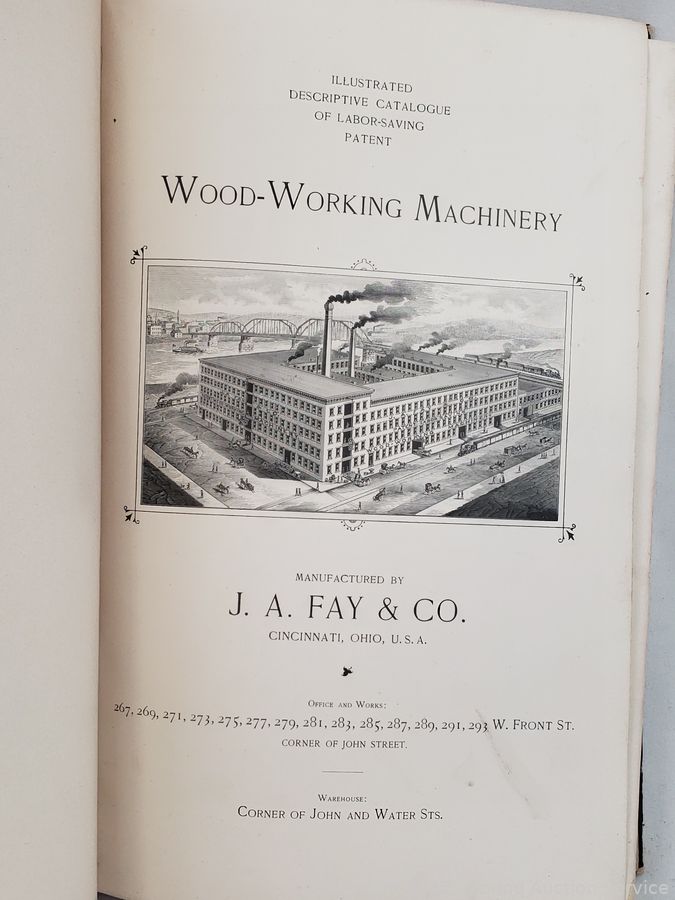 ILLUSTRATED
DESCRIPTIVE CATALOGUE
OF LABOR-SAVING
PATENT
WOOD-WORKING MACHINERY
MANUFACTURED BY
J. A. FAY & CO.
CINCINNATI, OHIO, U. S. A.
OFFICE AND WORKS:
267, 269, 271, 273, 275, 277, 279, 281, 283, 285, 287, 289, 291, 293 W. FRONT ST.
CORNER OF JOHN STREET.
WAREHOUSE:
CORNER OF JOHN AND WATER STS.
Auction Service